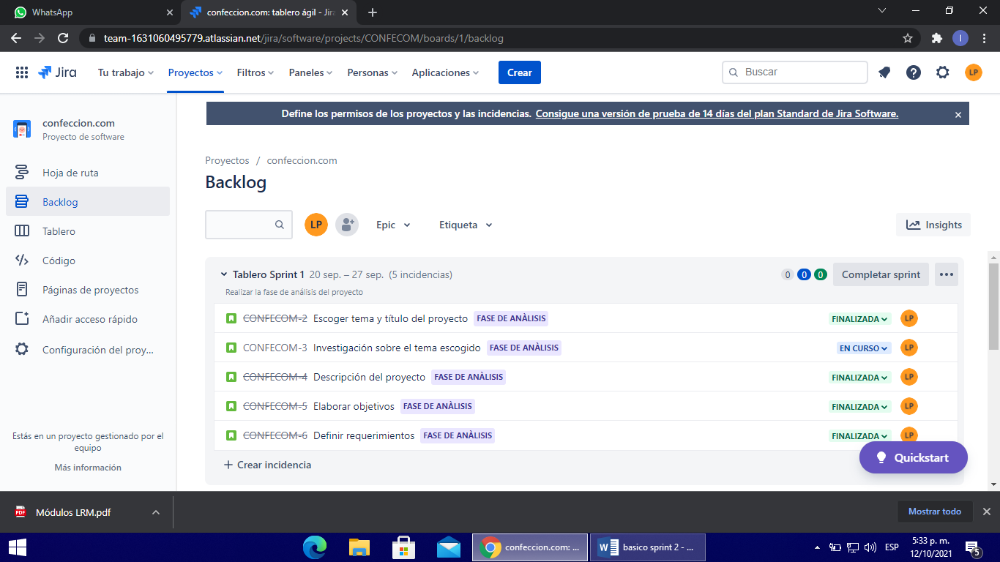 WhatsApp
confeccion.com: tablero ágil - Jira
team-1631060495779.atlassian.net/jira/software/projects/CONFECOM/boards/1/backlog
I
Jira Tu trabajo Proyectos Filtros Paneles Personas Aplicaciones Crear Buscar LP
confeccion.com
Proyecto de software
Hoja de ruta
Backlog
Tablero
Código
Páginas de proyectos
Añadir acceso rápido
Configuración del proy...
Estás en un proyecto gestionado por el
equipo
Más información
Define los permisos de los proyectos y las incidencias. Consigue una versión de prueba de 14 días del plan Standard de Jira Software.
Proyectos / confeccion.com
Backlog
LP Epic Etiqueta Insights
Tablero Sprint 1 20 sep. – 27 sep. (5 incidencias) 0 0 0 Completar sprint
Realizar la fase de análisis del proyecto
CONFECOM-2 Escoger tema y título del proyecto FASE DE ANÀLISIS FINALIZADA LP
CONFECOM-3 Investigación sobre el tema escogido FASE DE ANÀLISIS EN CURSO LP
CONFECOM-4 Descripción del proyecto FASE DE ANÀLISIS FINALIZADA LP
CONFECOM-5 Elaborar objetivos FASE DE ANÀLISIS FINALIZADA LP
CONFECOM-6 Definir requerimientos FASE DE ANÀLISIS FINALIZADA LP
+ Crear incidencia
Quickstart
PDF Módulos LRM.pdf Mostrar todo
confeccion.com: ...
basico sprint 2 - ...
ESP
5:33 p. m.
12/10/2021
5